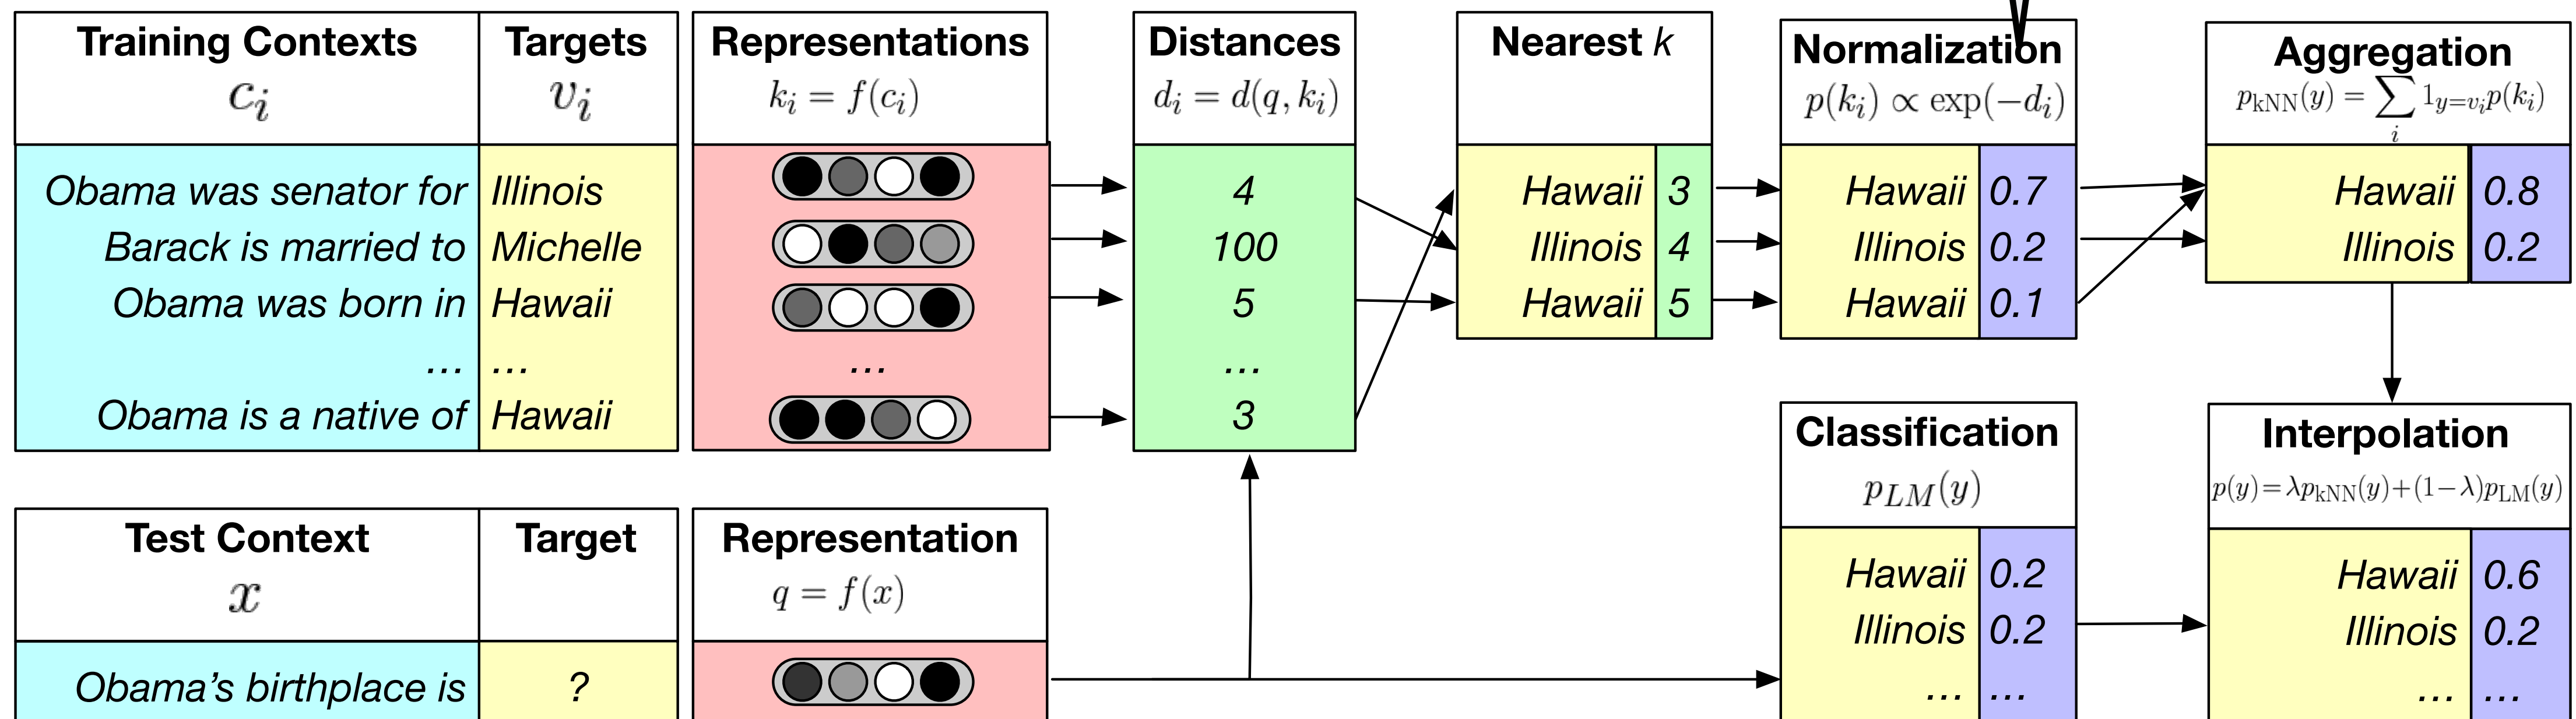 Training Contexts
c_i
Targets
v_i
Obama was senator for Illinois
Barack is married to Michelle
Obama was born in Hawaii
... ...
Obama is a native of Hawaii
Representations
k_i = f(c_i)
...
Distances
d_i = d(q, k_i)
4
100
5
...
3
Nearest k
Hawaii 3
Illinois 4
Hawaii 5
Normalization
p(k_i) ∝ exp(−d_i)
Hawaii 0.7
Illinois 0.2
Hawaii 0.1
Aggregation
p_kNN(y) = ∑_i 1_{y=v_i} p(k_i)
Hawaii 0.8
Illinois 0.2
Test Context
x
Target
Obama's birthplace is ?
Representation
q = f(x)
Classification
p_LM(y)
Hawaii 0.2
Illinois 0.2
... ...
Interpolation
p(y) = λp_kNN(y) + (1−λ)p_LM(y)
Hawaii 0.6
Illinois 0.2
... ...